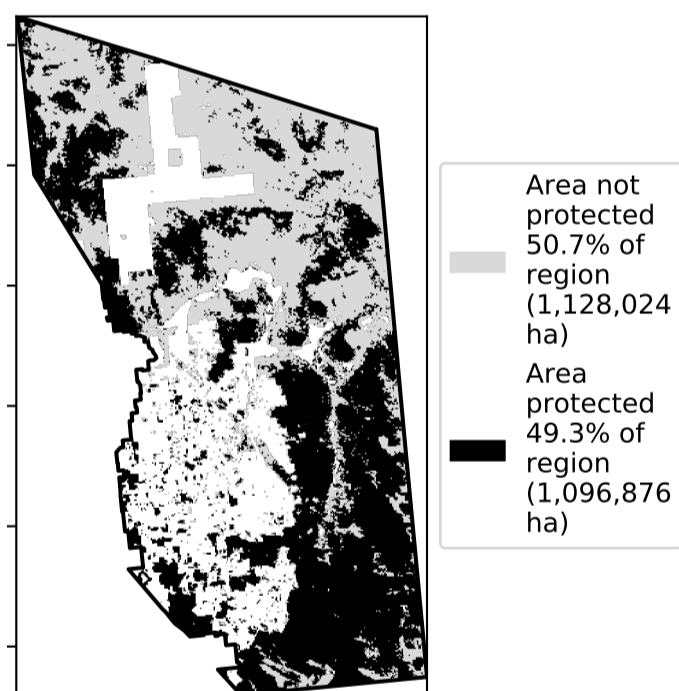 Area not
protected
50.7% of
region
(1,128,024
ha)
Area
protected
49.3% of
region
(1,096,876
ha)